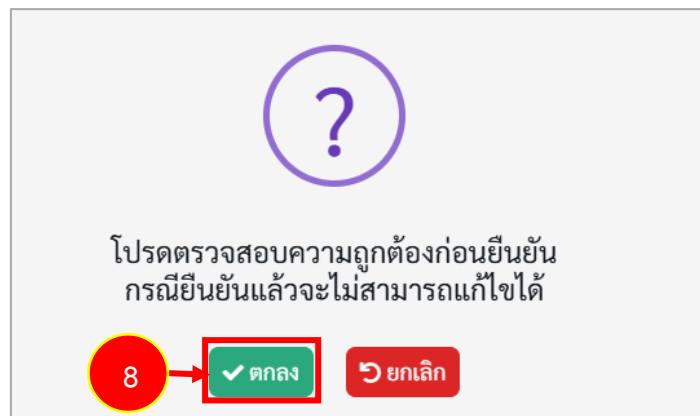 ?
โปรดตรวจสอบความถูกต้องก่อนยืนยัน
กรณียืนยันแล้วจะไม่สามารถแก้ไขได้
8 ตกลง ยกเลิก